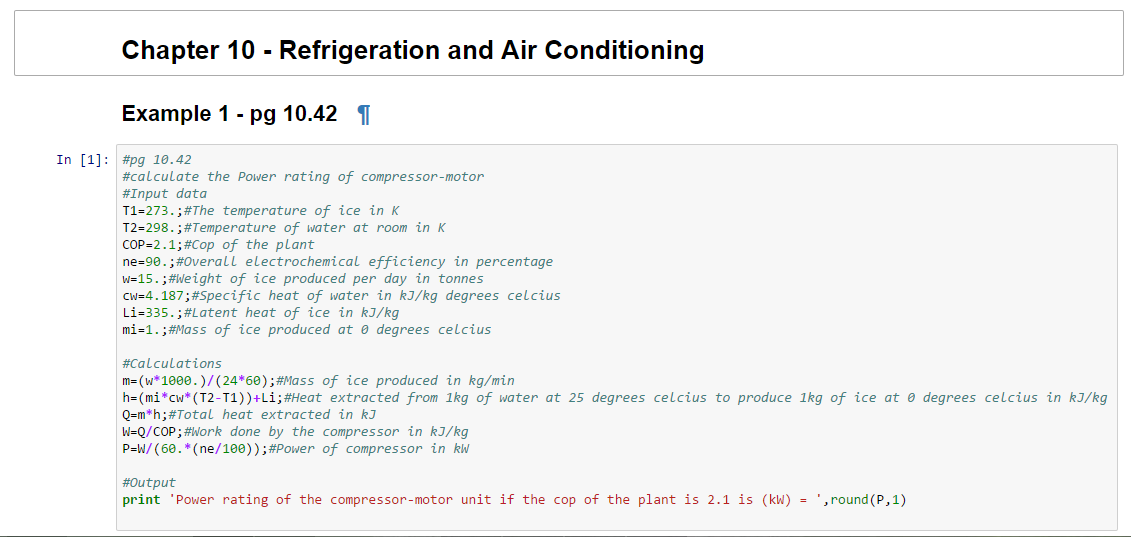 Chapter 10 - Refrigeration and Air Conditioning
Example 1 - pg 10.42 ¶
In [1]: #pg 10.42
#calculate the Power rating of compressor-motor
#Input data
T1=273.;#The temperature of ice in K
T2=298.;#Temperature of water at room in K
COP=2.1;#Cop of the plant
ne=90.;#Overall electrochemical efficiency in percentage
w=15.;#Weight of ice produced per day in tonnes
cw=4.187;#Specific heat of water in kJ/kg degrees celcius
Li=335.;#Latent heat of ice in kJ/kg
mi=1.;#Mass of ice produced at 0 degrees celcius
#Calculations
m=(w*1000.)/(24*60);#Mass of ice produced in kg/min
h=(mi*cw*(T2-T1))+Li;#Heat extracted from 1kg of water at 25 degrees celcius to produce 1kg of ice at 0 degrees celcius in kJ/kg
Q=m*h;#Total heat extracted in kJ
W=Q/COP;#Work done by the compressor in kJ/kg
P=W/(60.*(ne/100));#Power of compressor in kW
#Output
print 'Power rating of the compressor-motor unit if the cop of the plant is 2.1 is (kW) = ',round(P,1)